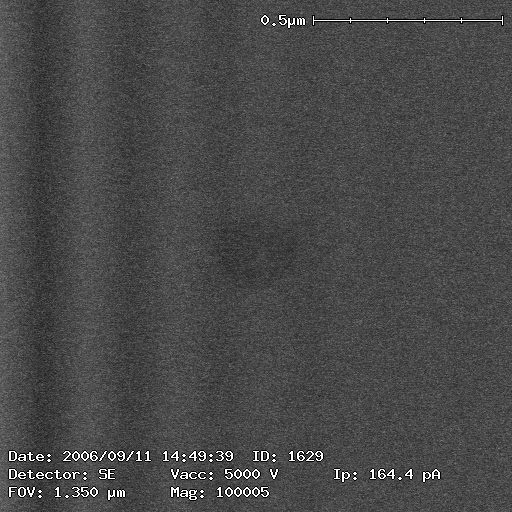 0.5µm
Date: 2006/09/11 14:49:39 ID: 1629
Detector: SE Vacc: 5000 V Ip: 164.4 pA
FOV: 1.350 µm Mag: 100005